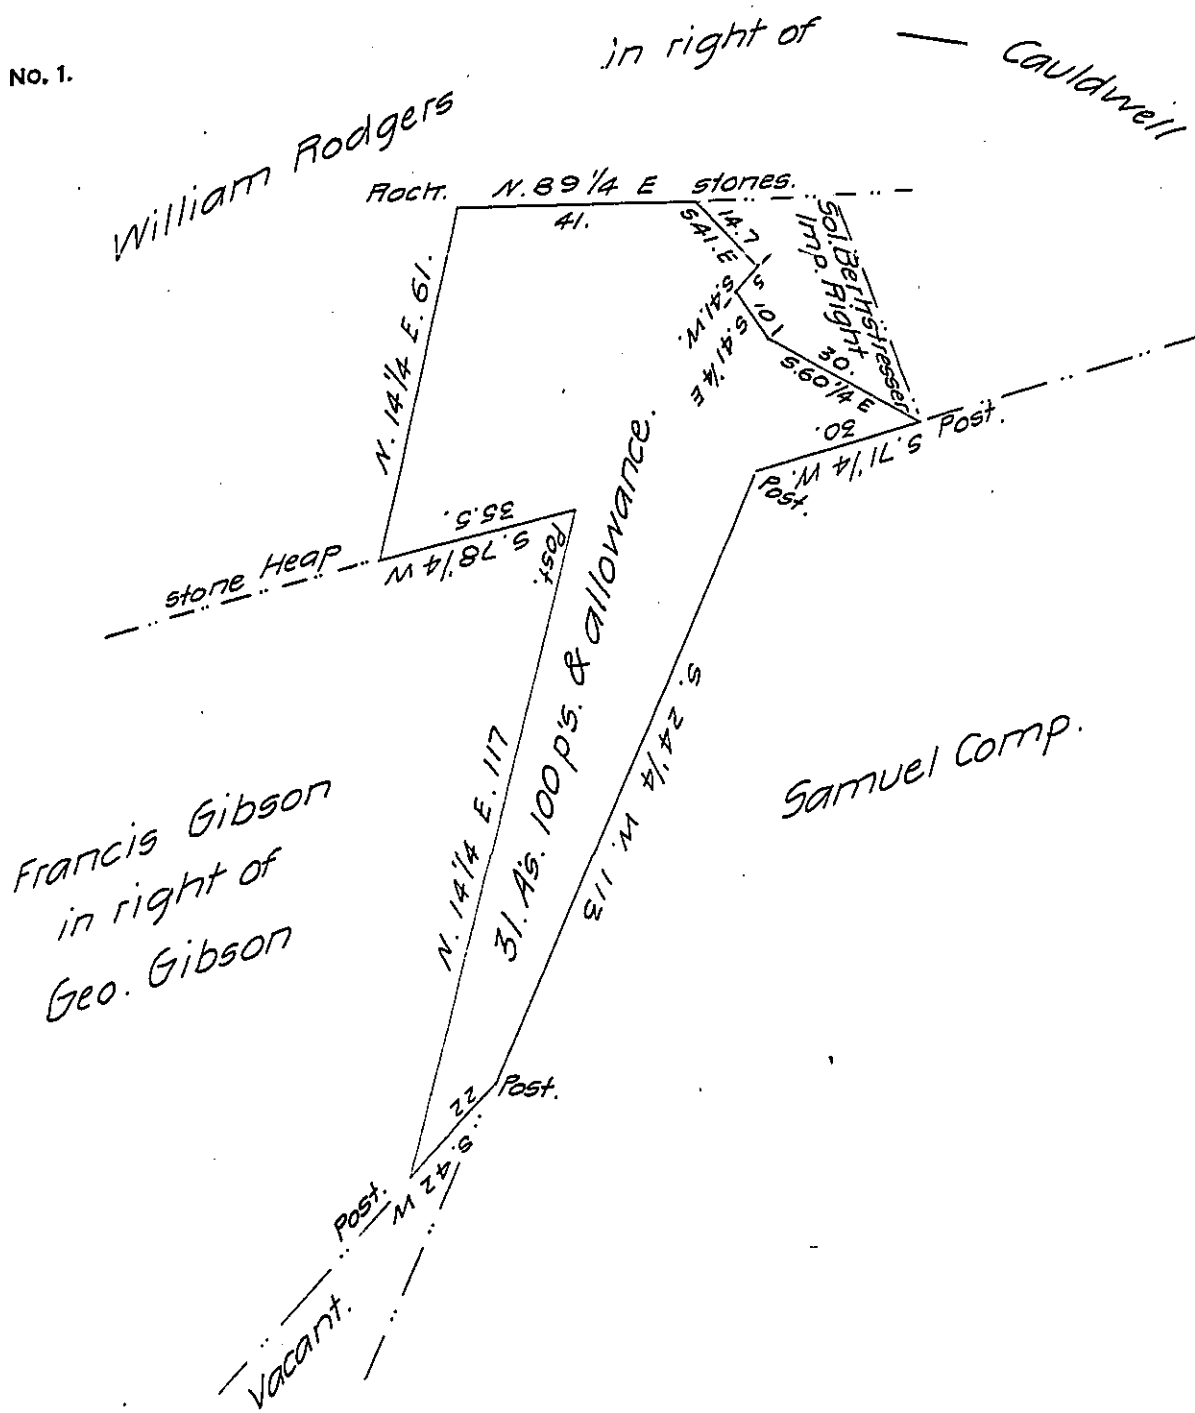 No. 1.
William Rodgers
in right of — Cauldwell
Rock.
N. 89 1/4 E
41.
stones.
S41. E
14.7
S.41. W.
5
S.41 1/4 E
10
S.60 1/4 E
30.
Sol. Berhstresser
Imp. Right
Post.
S. 71 1/4 W.
30.
Post.
N. 14 1/4 E. 61.
35.5.
S. 78 1/4 W
Post.
stone Heap
31. A's. 100 p's. & allowance.
N. 14 1/4 E. 117
S. 24 1/4 W. 113
Samuel Comp.
Francis Gibson
in right of
Geo. Gibson
Post.
22
S. 42 W
Post.
Vacant.